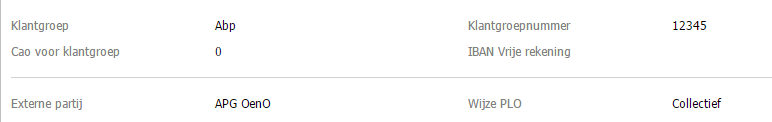 Klantgroep Abp Klantgroepnummer 12345
Cao voor klantgroep 0 IBAN Vrije rekening
Externe partij APG OenO Wijze PLO Collectief